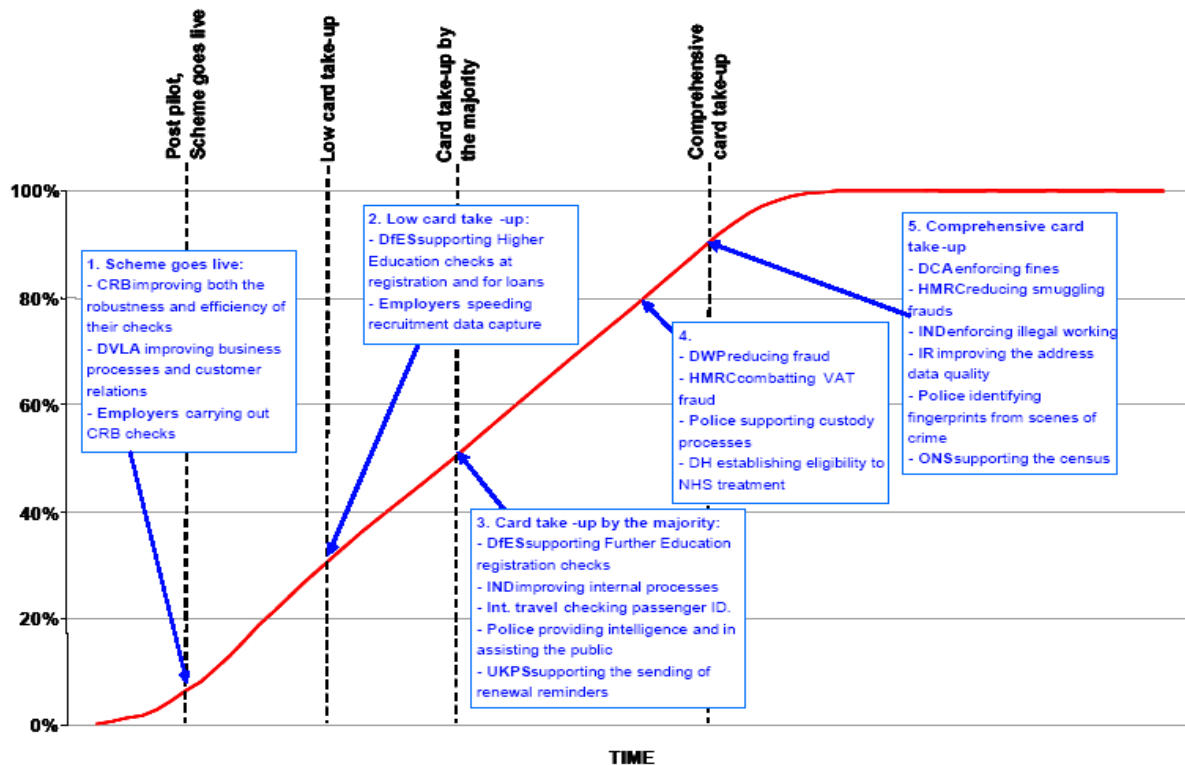 Post pilot,
Scheme goes live
Low card take-up
Card take-up by
the majority
Comprehensive
card take-up
100%
80%
60%
40%
20%
0%
1. Scheme goes live:
- CRBimproving both the
robustness and efficiency of
their checks
- DVLA improving business
processes and customer
relations
- Employers carrying out
CRB checks
2. Low card take -up:
- DfESsupporting Higher
Education checks at
registration and for loans
- Employers speeding
recruitment data capture
3. Card take -up by the majority:
- DfESsupporting Further Education
registration checks
- INDimproving internal processes
- Int. travel checking passenger ID.
- Police providing intelligence and in
assisting the public
- UKPSsupporting the sending of
renewal reminders
4.
- DWPreducing fraud
- HMRCcombatting VAT
fraud
- Police supporting custody
processes
- DH establishing eligibility to
NHS treatment
5. Comprehensive card
take-up
- DCAenforcing fines
- HMRCreducing smuggling
frauds
- INDenforcing illegal working
- IR improving the address
data quality
- Police identifying
fingerprints from scenes of
crime
- ONSsupporting the census
TIME